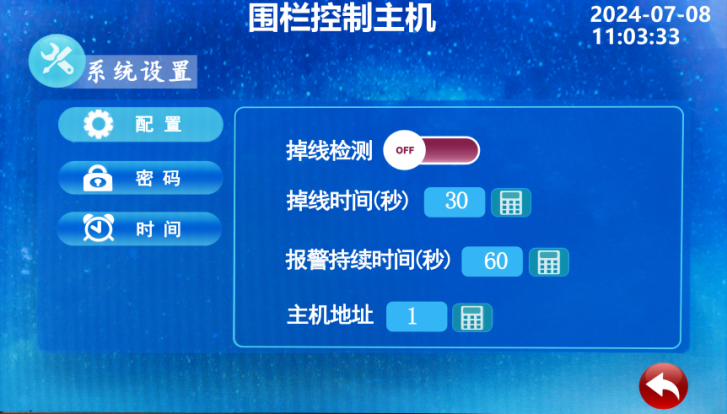 围栏控制主机
2024-07-08
11:03:33
系统设置
配置
密码
时间
掉线检测 OFF
掉线时间(秒) 30
报警持续时间(秒) 60
主机地址 1